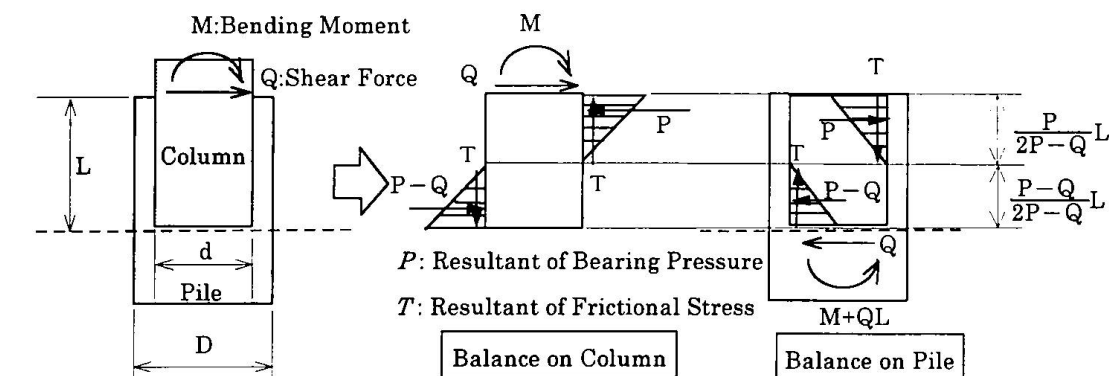 M:Bending Moment
Q:Shear Force
L
Column
d
Pile
D
M
Q
P
T
T
P-Q
P: Resultant of Bearing Pressure
T: Resultant of Frictional Stress
Balance on Column
T
P
T
P-Q
Q
M+QL
P/2P-Q L
P-Q/2P-Q L
Balance on Pile